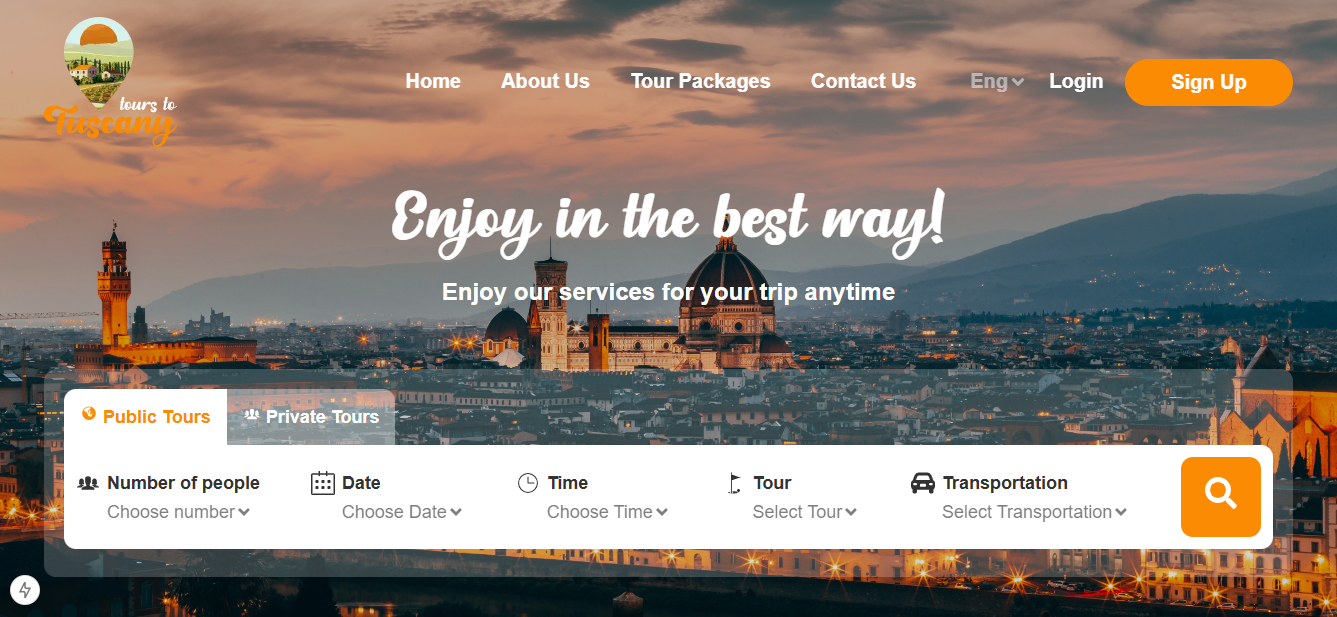 tours to
Tuscany
Home About Us Tour Packages Contact Us Eng Login Sign Up
Enjoy in the best way!
Enjoy our services for your trip anytime
Public Tours Private Tours
Number of people Date Time Tour Transportation
Choose number Choose Date Choose Time Select Tour Select Transportation